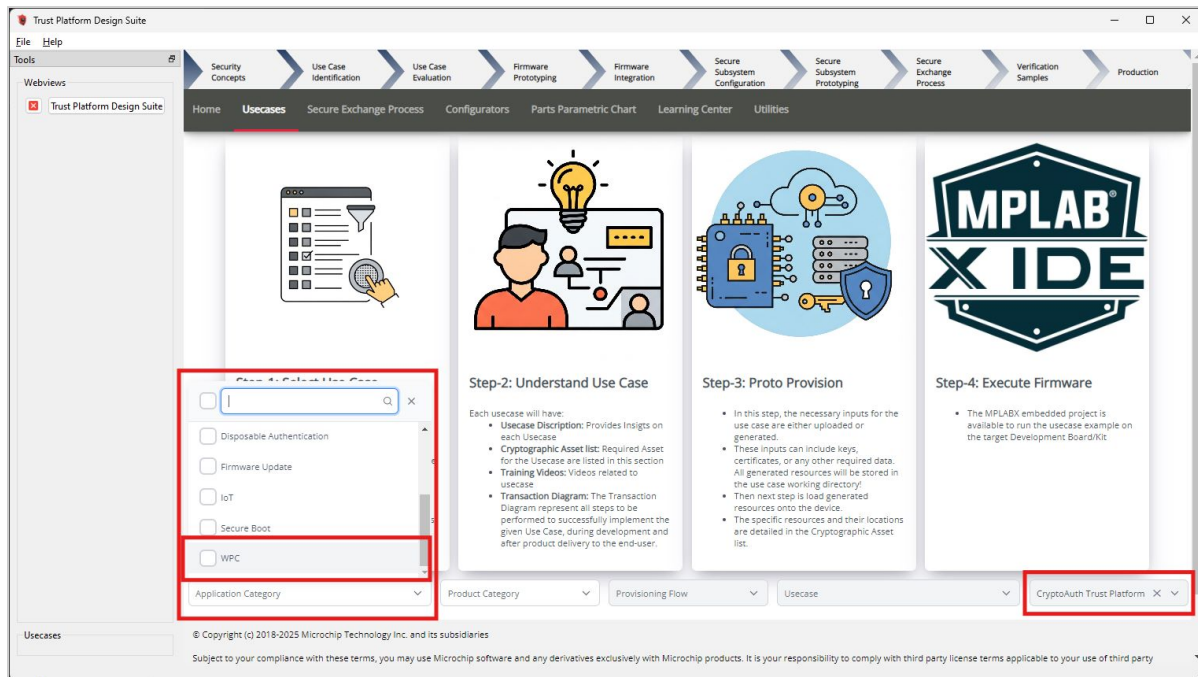 Trust Platform Design Suite
File Help
Tools
Webviews
Trust Platform Design Suite
Usecases
Security
Concepts
Use Case
Identification
Use Case
Evaluation
Firmware
Prototyping
Firmware
Integration
Secure
Subsystem
Configuration
Secure
Subsystem
Prototyping
Secure
Exchange
Process
Verification
Samples
Production
Home Usecases Secure Exchange Process Configurators Parts Parametric Chart Learning Center Utilities
Step-1: Select Use Case
Disposable Authentication
Firmware Update
IoT
Secure Boot
WPC
Step-2: Understand Use Case
Each usecase will have:
• Usecase Discription: Provides Insigts on
each Usecase
• Cryptographic Asset list: Required Asset
for the Usecase are listed in this section
• Training Videos: Videos related to
usecase
• Transaction Diagram: The Transaction
Diagram represent all steps to be
performed to successfully implement the
given Use Case, during development and
after product delivery to the end-user.
Step-3: Proto Provision
• In this step, the necessary inputs for the
use case are either uploaded or
generated.
• These inputs can include keys,
certificates, or any other required data.
All generated resources will be stored in
the use case working directory!
• Then next step is load generated
resources onto the device.
• The specific resources and their locations
are detailed in the Cryptographic Asset
list.
MPLAB®
X IDE
Step-4: Execute Firmware
• The MPLABX embedded project is
available to run the usecase example on
the target Development Board/Kit
Application Category Product Category Provisioning Flow Usecase CryptoAuth Trust Platform
© Copyright (c) 2018-2025 Microchip Technology Inc. and its subsidiaries
Subject to your compliance with these terms, you may use Microchip software and any derivatives exclusively with Microchip products. It is your responsibility to comply with third party license terms applicable to your use of third party